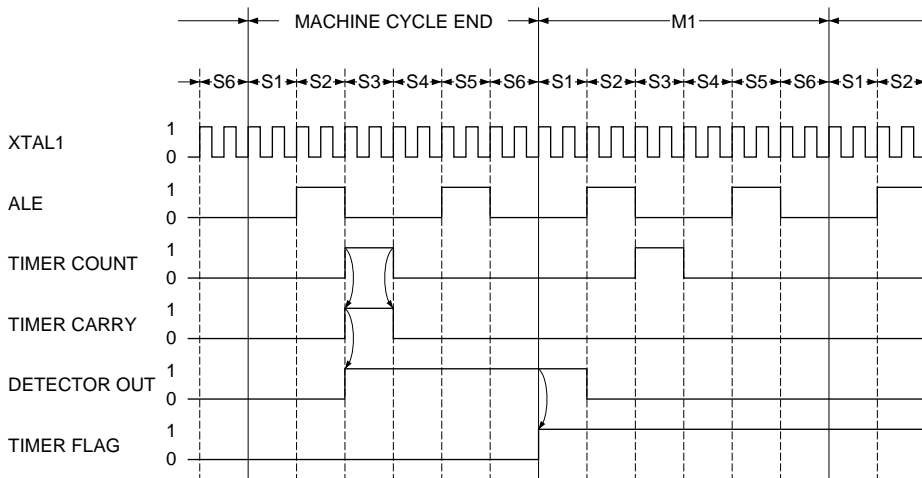 MACHINE CYCLE END M1
S6 S1 S2 S3 S4 S5 S6 S1 S2 S3 S4 S5 S6 S1 S2
XTAL1 1
0
ALE 1
0
TIMER COUNT 1
0
TIMER CARRY 1
0
DETECTOR OUT 1
0
TIMER FLAG 1
0